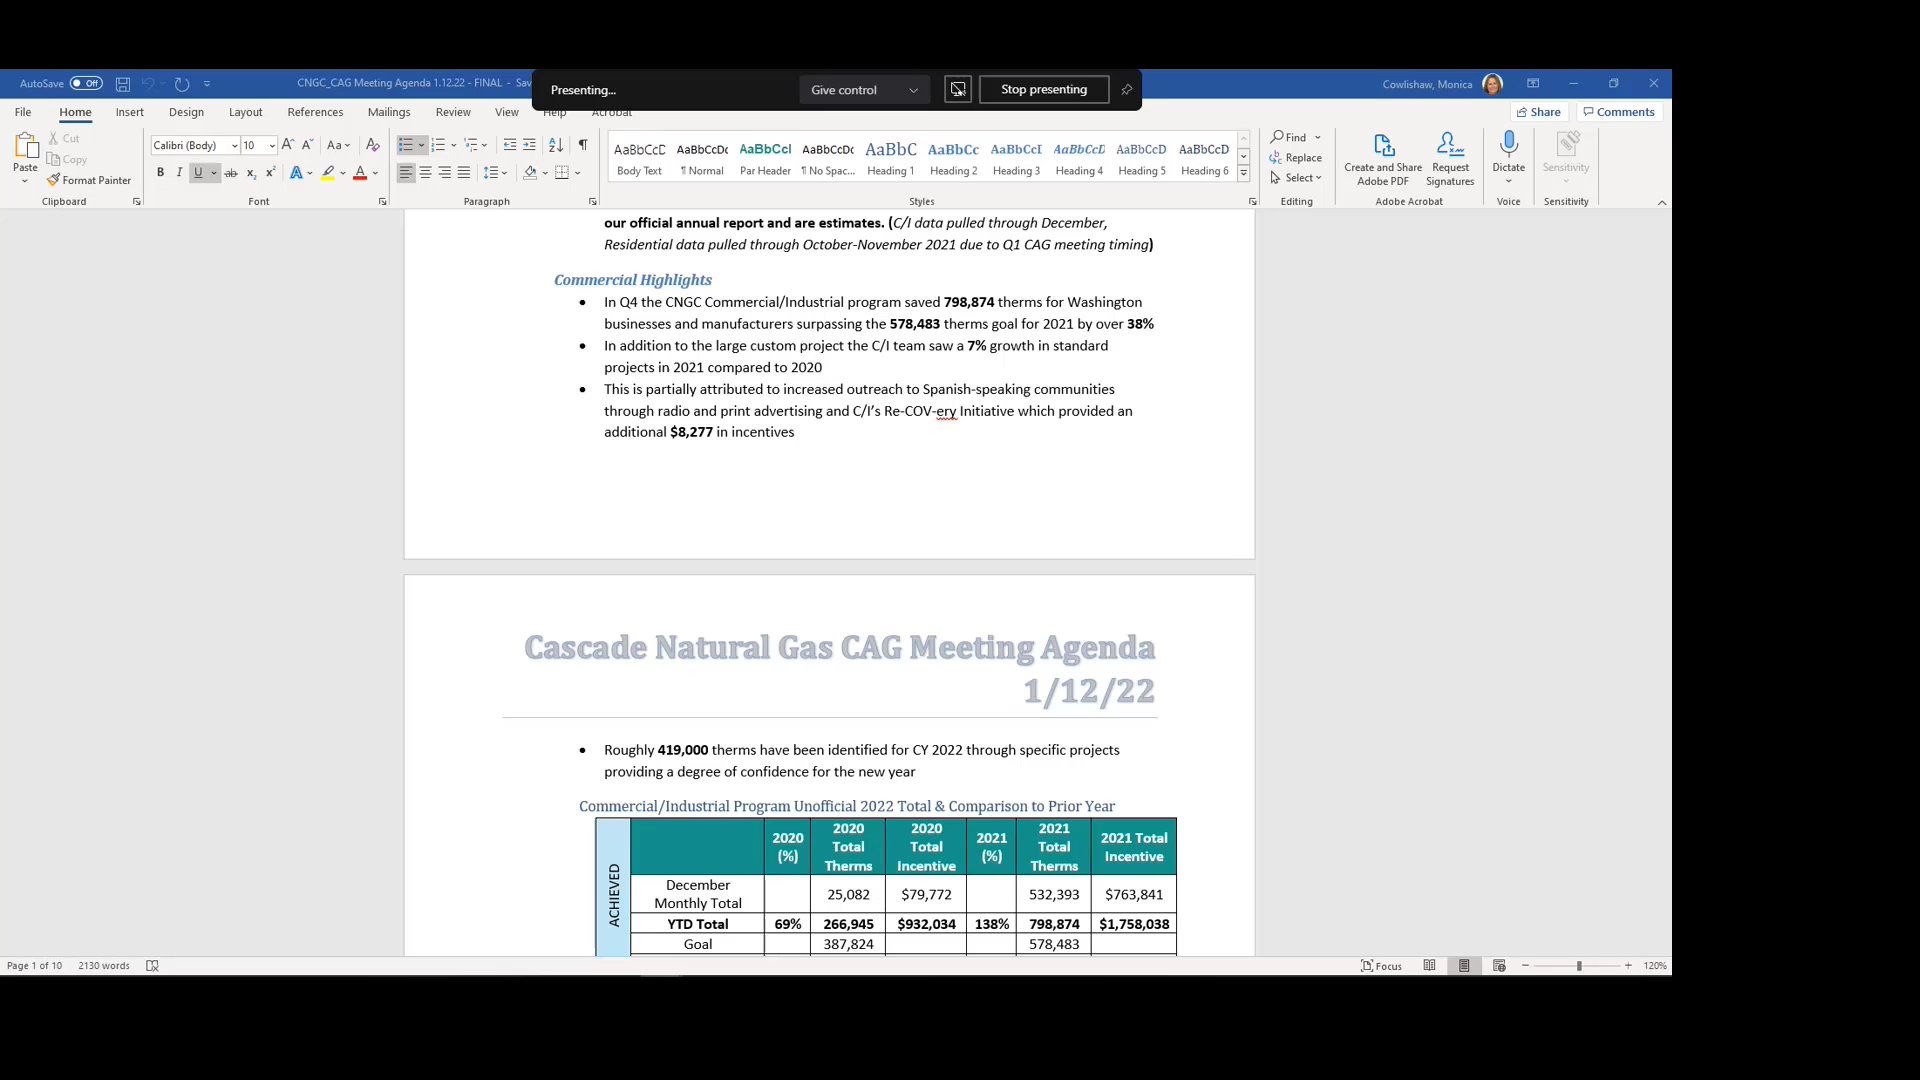 AutoSave Off
CNGC_CAG Meeting Agenda 1.12.22 - FINAL - Sav
Presenting...
Give control
Stop presenting
Cowlishaw, Monica
File Home Insert Design Layout References Mailings Review View Help Acrobat
Share Comments
Paste
Cut
Copy
Format Painter
Clipboard
Calibri (Body) 10
Font
Paragraph
AaBbCcD AaBbCcDc AaBbCcI AaBbCcDc AaBbC AaBbCc AaBbCcI AaBbCcD AaBbCcD AaBbCcD
Body Text ¶ Normal Par Header ¶ No Spac... Heading 1 Heading 2 Heading 3 Heading 4 Heading 5 Heading 6
Styles
Find
Replace
Select
Editing
Create and Share Adobe PDF
Request Signatures
Adobe Acrobat
Dictate
Voice
Sensitivity
Sensitivity
our official annual report and are estimates. (C/I data pulled through December,
Residential data pulled through October-November 2021 due to Q1 CAG meeting timing)
Commercial Highlights
• In Q4 the CNGC Commercial/Industrial program saved 798,874 therms for Washington
businesses and manufacturers surpassing the 578,483 therms goal for 2021 by over 38%
• In addition to the large custom project the C/I team saw a 7% growth in standard
projects in 2021 compared to 2020
• This is partially attributed to increased outreach to Spanish-speaking communities
through radio and print advertising and C/I's Re-COV-ery Initiative which provided an
additional $8,277 in incentives
Cascade Natural Gas CAG Meeting Agenda
1/12/22
• Roughly 419,000 therms have been identified for CY 2022 through specific projects
providing a degree of confidence for the new year
Commercial/Industrial Program Unofficial 2022 Total & Comparison to Prior Year
ACHIEVED
2020 (%) 2020 Total Therms 2020 Total Incentive 2021 (%) 2021 Total Therms 2021 Total Incentive
December Monthly Total 25,082 $79,772 532,393 $763,841
YTD Total 69% 266,945 $932,034 138% 798,874 $1,758,038
Goal 387,824 578,483
Page 1 of 10 2130 words
Focus
120%